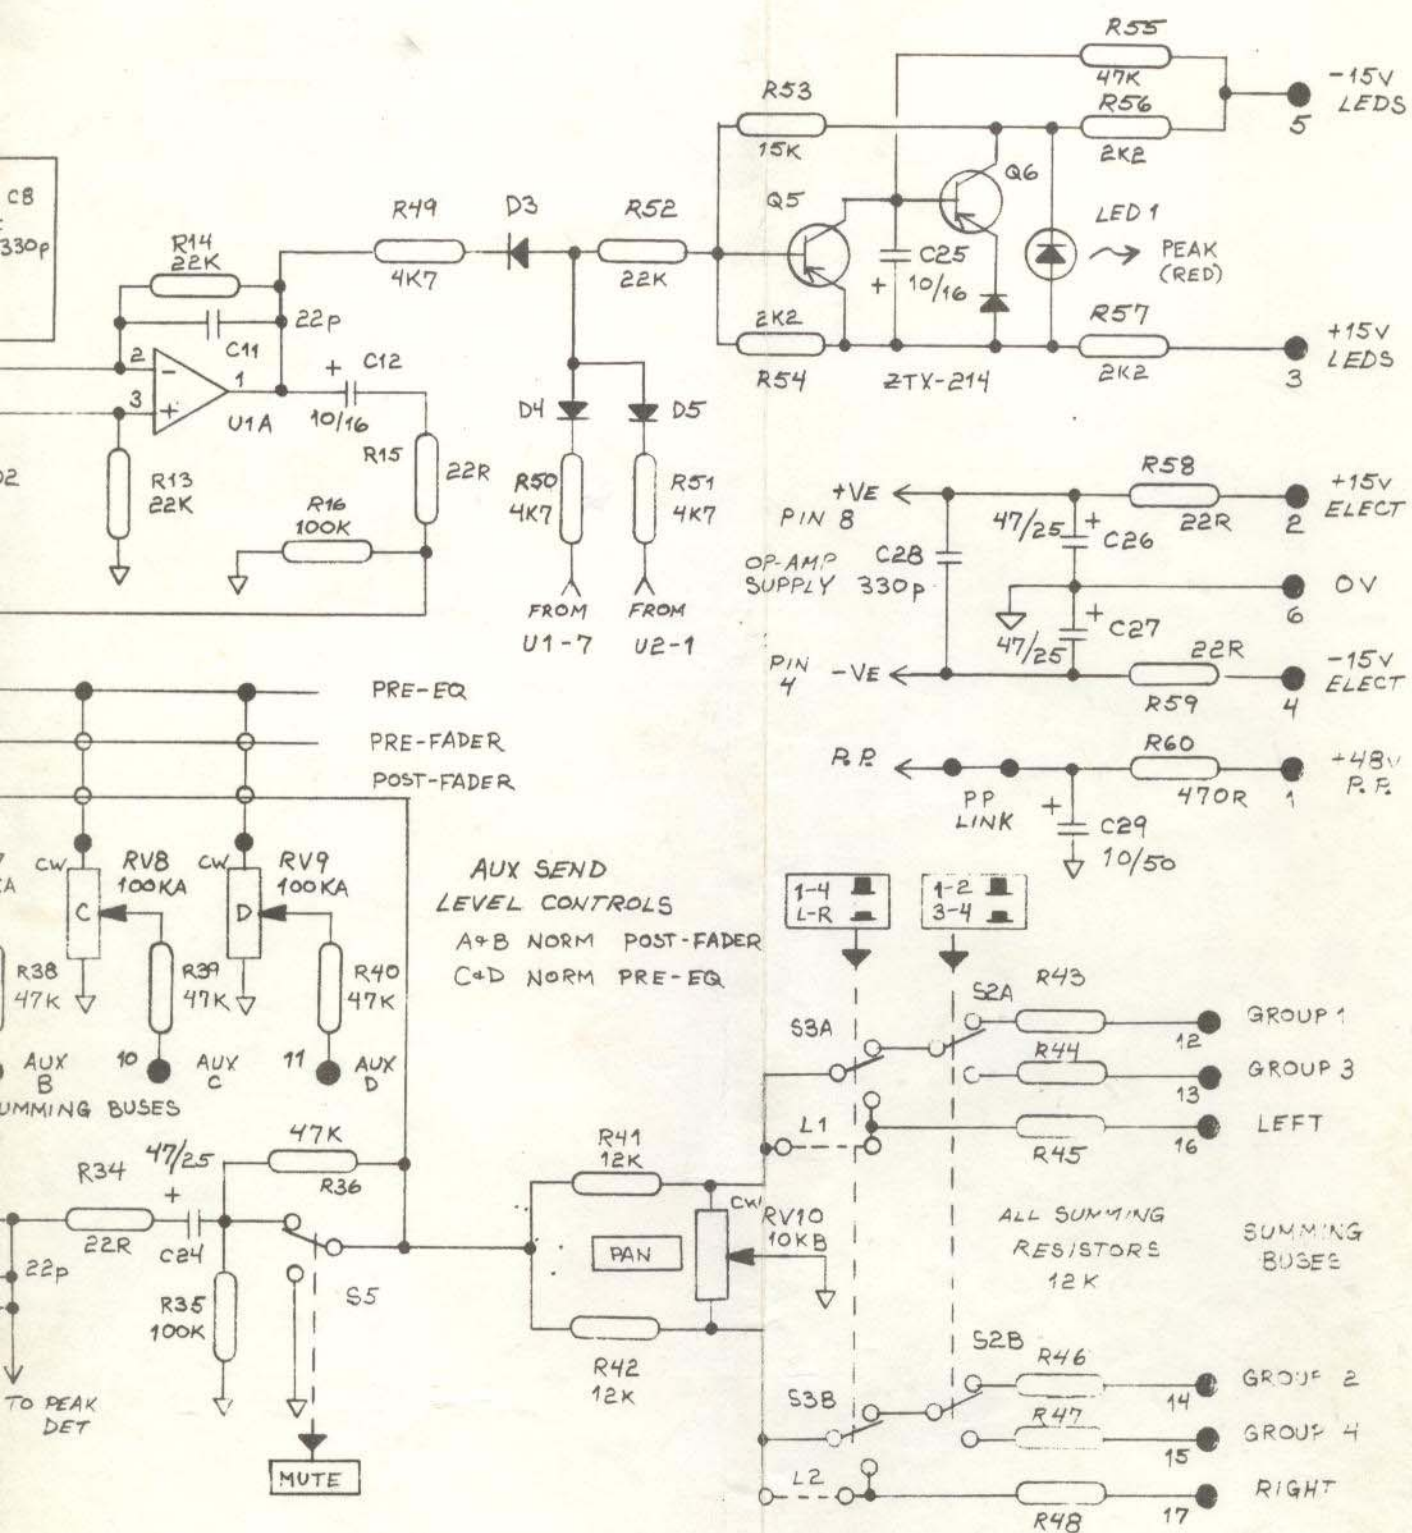 R55
47K
-15V
LEDS
5
R53
15K
R56
2K2
C8
330p
R14
22K
R49
4K7
D3
R52
22K
Q5
Q6
C25
+
10/16
LED 1
PEAK
(RED)
22p
C11
2K2
R54
ZTX-214
R57
2K2
+15V
LEDS
3
2
-
3
+
1
U1A
+
C12
10/16
R15
22R
D4
D5
R13
22K
R16
100K
R50
4K7
R51
4K7
FROM
U1-7
FROM
U2-1
+VE
PIN 8
OP-AMP
SUPPLY
C28
330p
47/25
+
C26
R58
22R
+15V
ELECT
2
0V
6
47/25
+
C27
22R
R59
PIN
4
-VE
-15V
ELECT
4
PRE-EQ
PRE-FADER
POST-FADER
P.P.
PP
LINK
R60
470R
+48V
P.P.
1
+
C29
10/50
CW
RV8
100KA
C
CW
RV9
100KA
D
AUX SEND
LEVEL CONTROLS
A&B NORM POST-FADER
C&D NORM PRE-EQ
1-4
L-R
1-2
3-4
R38
47K
R39
47K
R40
47K
AUX
B
10
AUX
C
11
AUX
D
UMMING BUSES
S3A
S2A
R43
12
GROUP 1
R44
13
GROUP 3
L1
R45
16
LEFT
R34
22R
47/25
+
C24
47K
R36
22p
R35
100K
S5
MUTE
TO PEAK
DET
R41
12K
PAN
R42
12K
CW
RV10
10KB
ALL SUMMING
RESISTORS
12K
SUMMING
BUSES
S3B
S2B
R46
14
GROUP 2
R47
15
GROUP 4
L2
R48
17
RIGHT